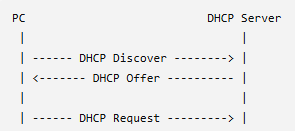 PC DHCP Server
| |
| ------ DHCP Discover --------> |
| <------- DHCP Offer ---------- |
| |
| ------ DHCP Request ---------> |